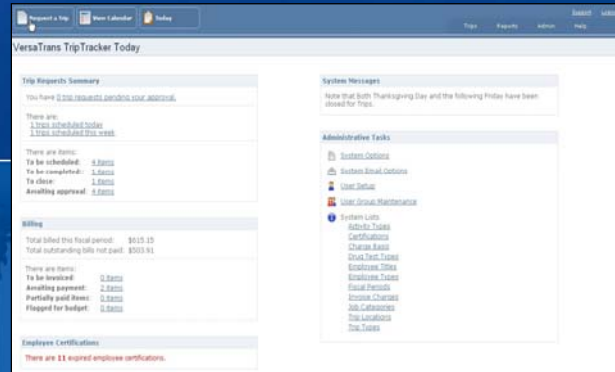 Request a Trip
View Calendar
Today
Support
Trips
Reports
Admin
Help
VersaTrans TripTracker Today
Trip Requests Summary
You have 0 trip requests pending your approval.
There are:
1 trips scheduled today
1 trips scheduled this week
There are items:
To be scheduled: 4 items
To be completed: 1 items
To close: 1 items
Awaiting approval: 4 items
Billing
Total billed this fiscal period: $615.15
Total outstanding bills not paid: $503.91
There are items:
To be invoiced: 0 items
Awaiting payment: 2 items
Partially paid items: 0 items
Flagged for budget: 0 items
Employee Certifications
There are 11 expired employee certifications.
System Messages
Note that Both Thanksgiving Day and the following Friday have been
closed for Trips.
Administrative Tasks
System Options
System Email Options
User Setup
User Group Maintenance
System Lists
Activity Types
Certifications
Charge Basis
Drug Test Types
Employee Titles
Employee Types
Fiscal Periods
Invoice Charges
Job Categories
Trip Locations
Trip Types